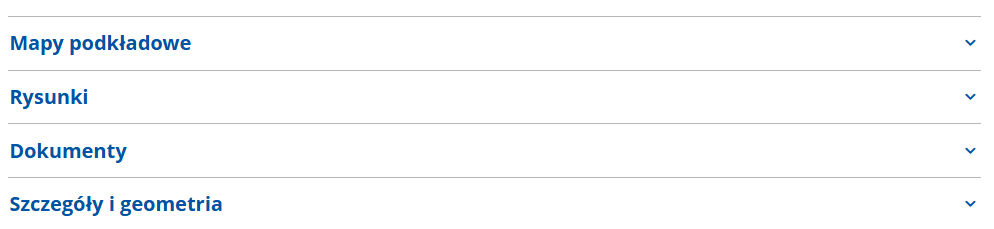 Mapy podkładowe
Rysunki
Dokumenty
Szczegóły i geometria